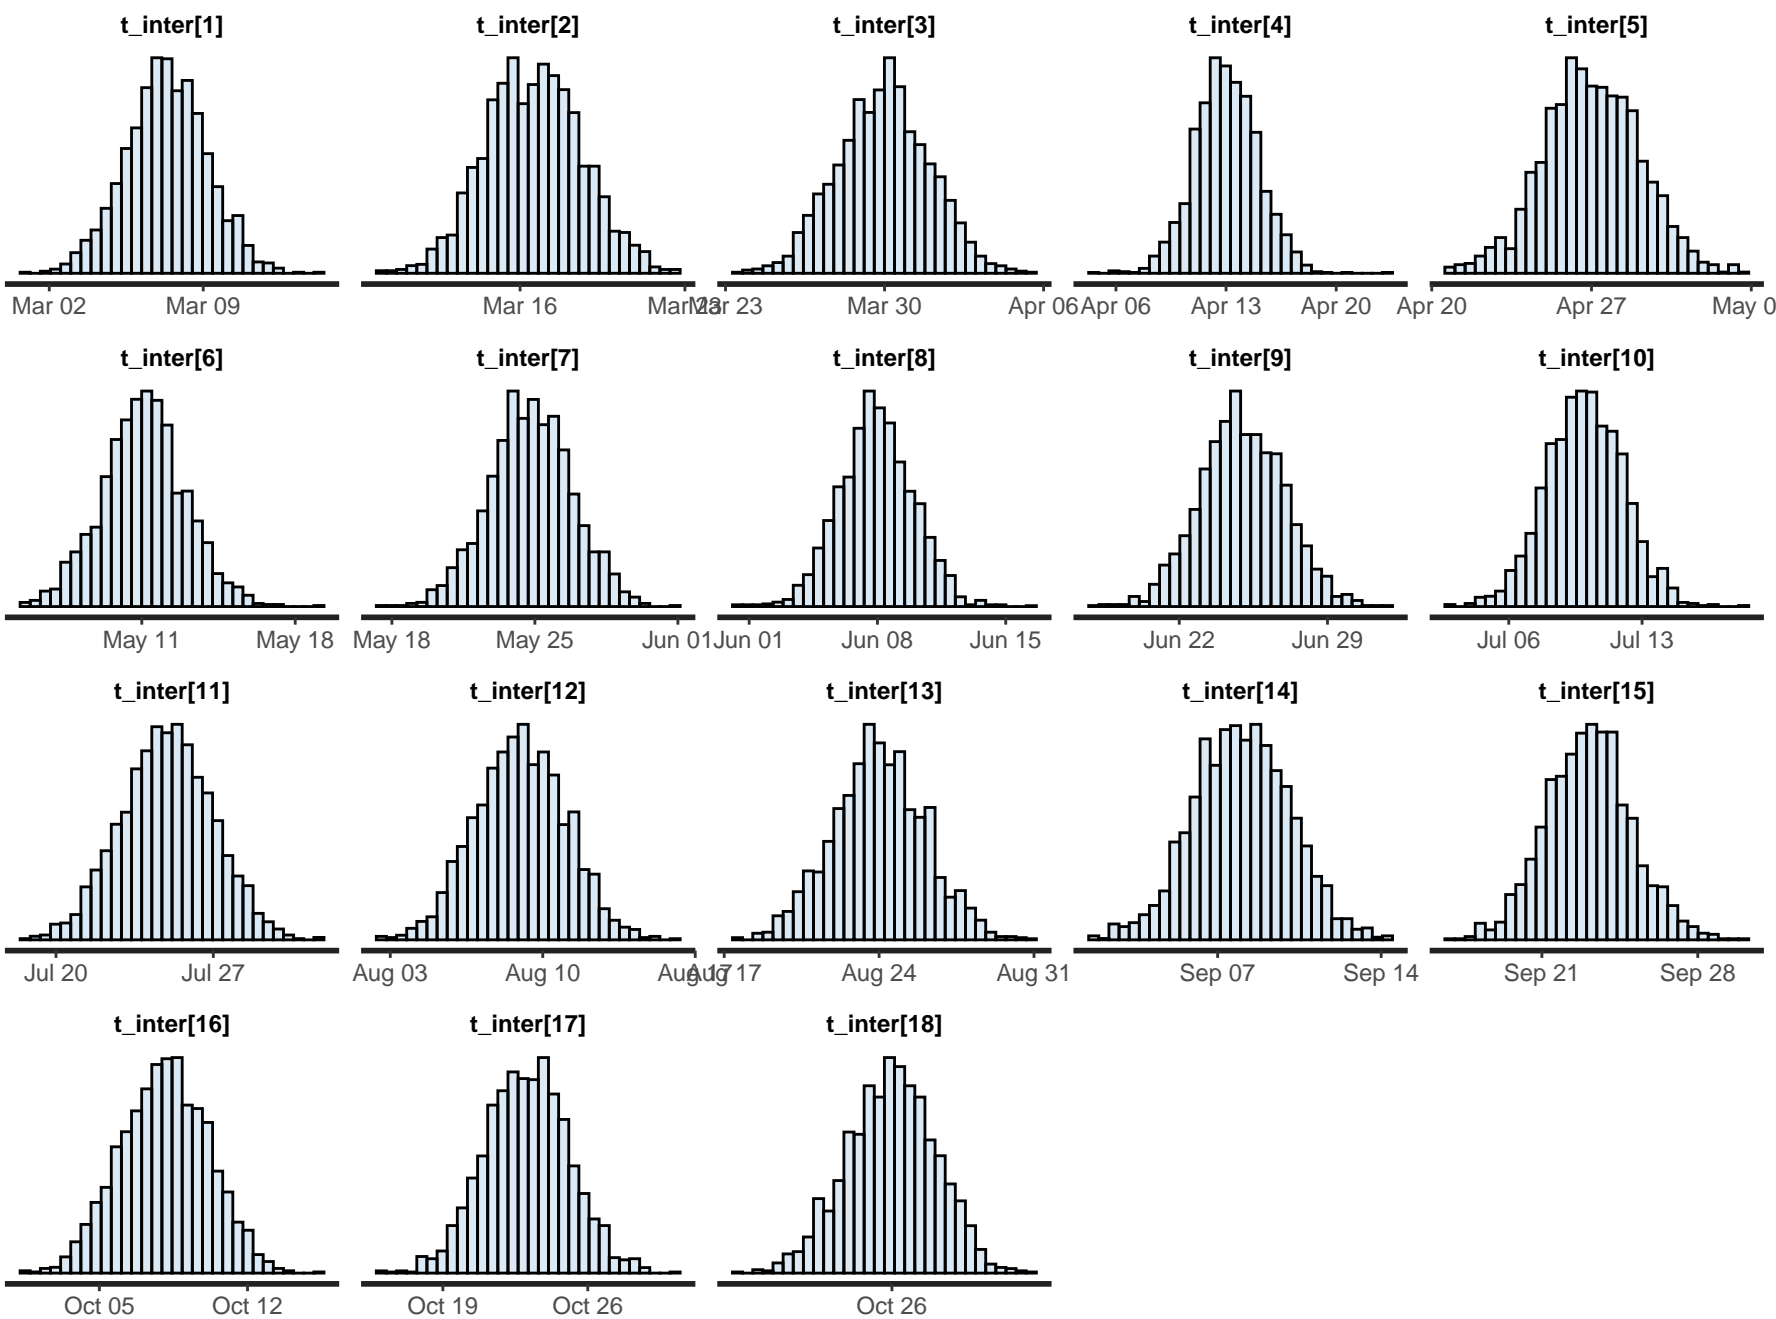 t_inter[1] t_inter[2] t_inter[3] t_inter[4] t_inter[5]
Mar 02 Mar 09 Mar 16 Mar 23 Mar 23 Mar 30 Apr 06 Apr 06 Apr 13 Apr 20 Apr 20 Apr 27 May 0
t_inter[6] t_inter[7] t_inter[8] t_inter[9] t_inter[10]
May 11 May 18 May 18 May 25 Jun 01 Jun 01 Jun 08 Jun 15 Jun 22 Jun 29 Jul 06 Jul 13
t_inter[11] t_inter[12] t_inter[13] t_inter[14] t_inter[15]
Jul 20 Jul 27 Aug 03 Aug 10 Aug 17 Aug 17 Aug 24 Aug 31 Sep 07 Sep 14 Sep 21 Sep 28
t_inter[16] t_inter[17] t_inter[18]
Oct 05 Oct 12 Oct 19 Oct 26 Oct 26